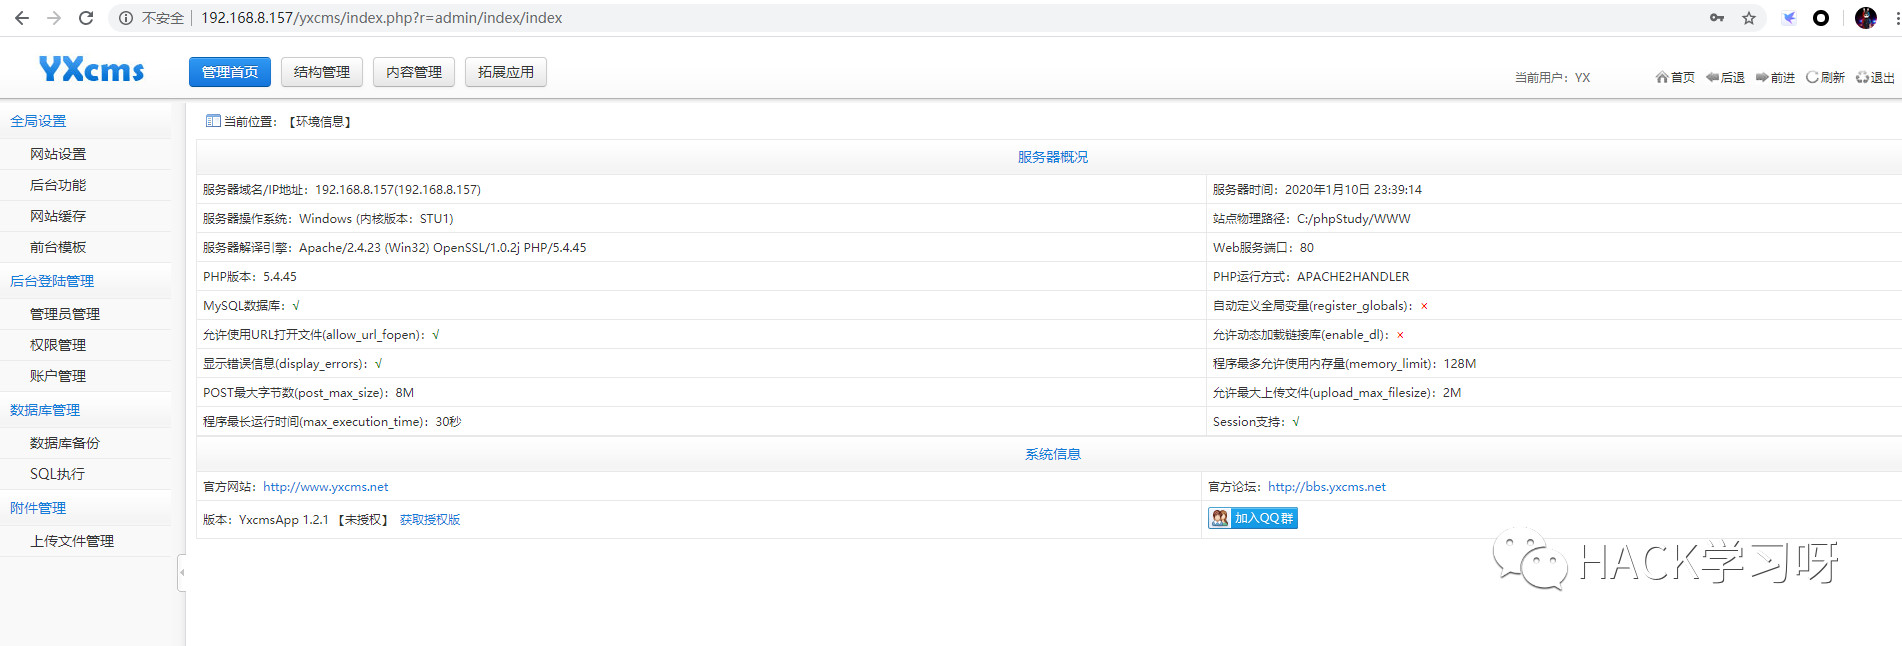 不安全 192.168.8.157/yxcms/index.php?r=admin/index/index
YXcms 管理首页 结构管理 内容管理 拓展应用 当前用户：YX 首页 后退 前进 刷新 退出
全局设置
网站设置
后台功能
网站缓存
前台模板
后台登陆管理
管理员管理
权限管理
账户管理
数据库管理
数据库备份
SQL执行
附件管理
上传文件管理
当前位置：【环境信息】
服务器概况
服务器域名/IP地址：192.168.8.157(192.168.8.157) 服务器时间：2020年1月10日 23:39:14
服务器操作系统：Windows (内核版本：STU1) 站点物理路径：C:/phpStudy/WWW
服务器解译引擎：Apache/2.4.23 (Win32) OpenSSL/1.0.2j PHP/5.4.45 Web服务端口：80
PHP版本：5.4.45 PHP运行方式：APACHE2HANDLER
MySQL数据库：√ 自动定义全局变量(register_globals)：×
允许使用URL打开文件(allow_url_fopen)：√ 允许动态加载链接库(enable_dl)：×
显示错误信息(display_errors)：√ 程序最多允许使用内存量(memory_limit)：128M
POST最大字节数(post_max_size)：8M 允许最大上传文件(upload_max_filesize)：2M
程序最长运行时间(max_execution_time)：30秒 Session支持：√
系统信息
官方网站：http://www.yxcms.net 官方论坛：http://bbs.yxcms.net
版本：YxcmsApp 1.2.1 【未授权】 获取授权版 加入QQ群
HACK学习呀